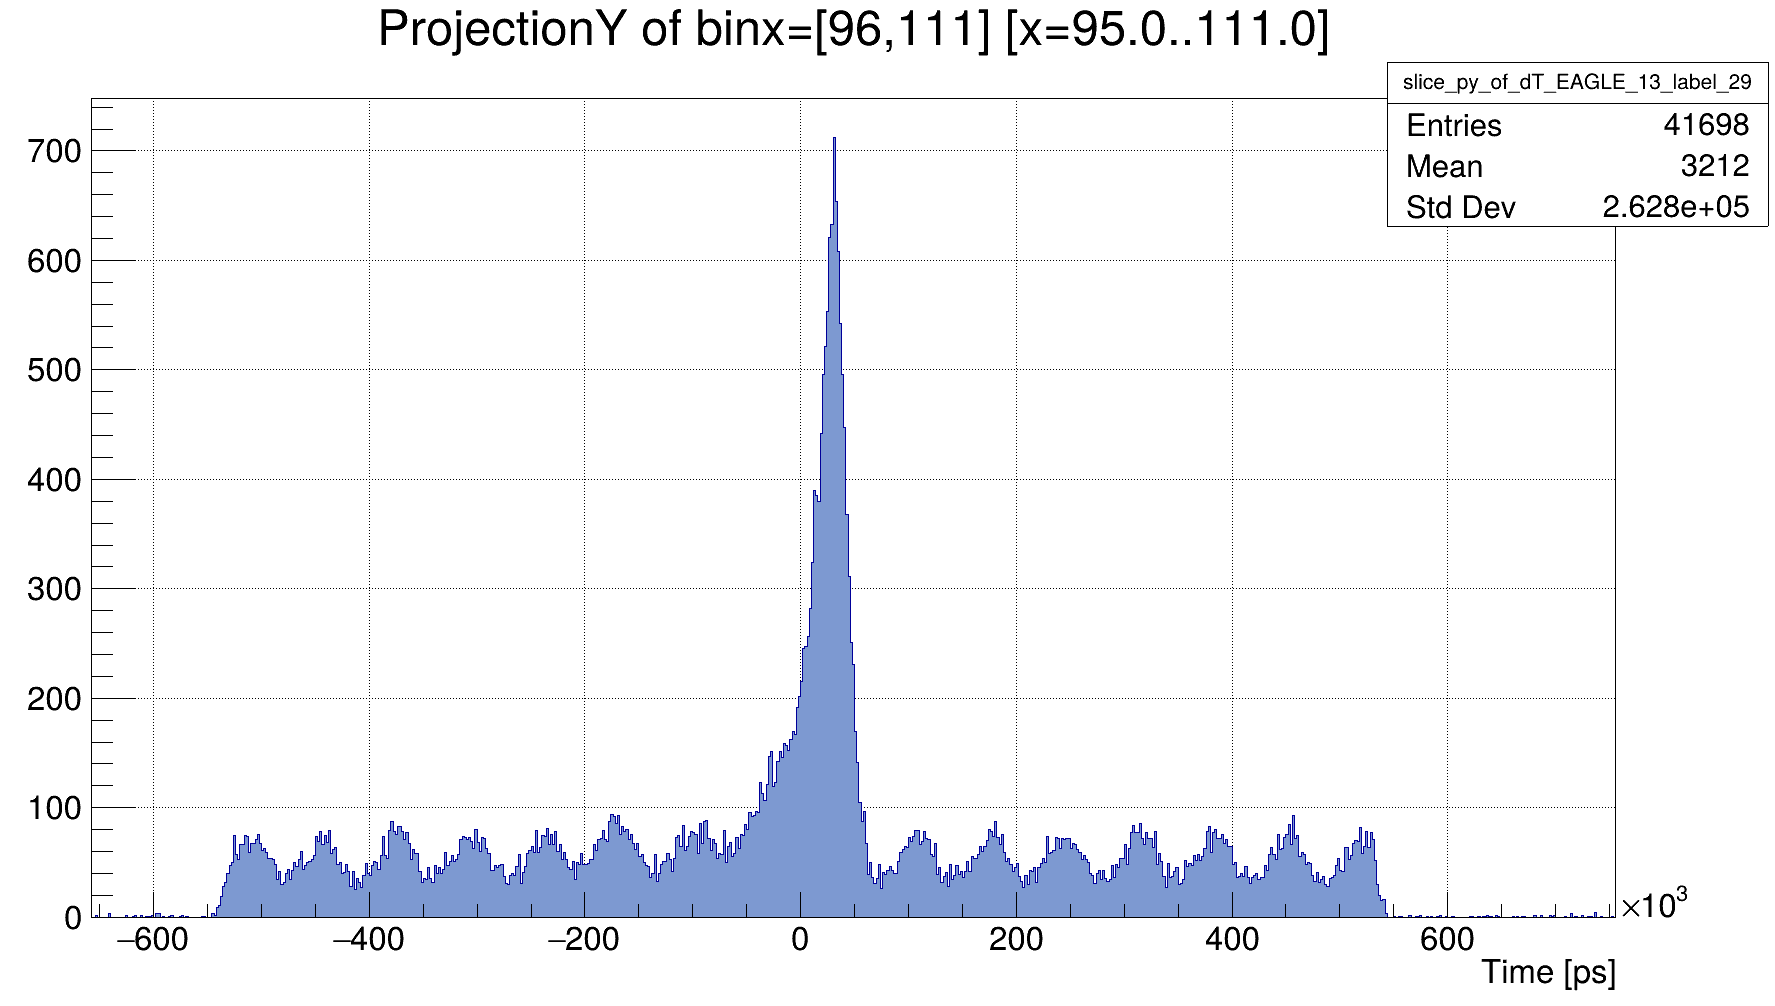 ProjectionY of binx=[96,111] [x=95.0..111.0]
slice_py_of_dT_EAGLE_13_label_29
Entries 41698
Mean 3212
Std Dev 2.628e+05
700
600
500
400
300
200
100
0
−600 −400 −200 0 200 400 600
×10³
Time [ps]